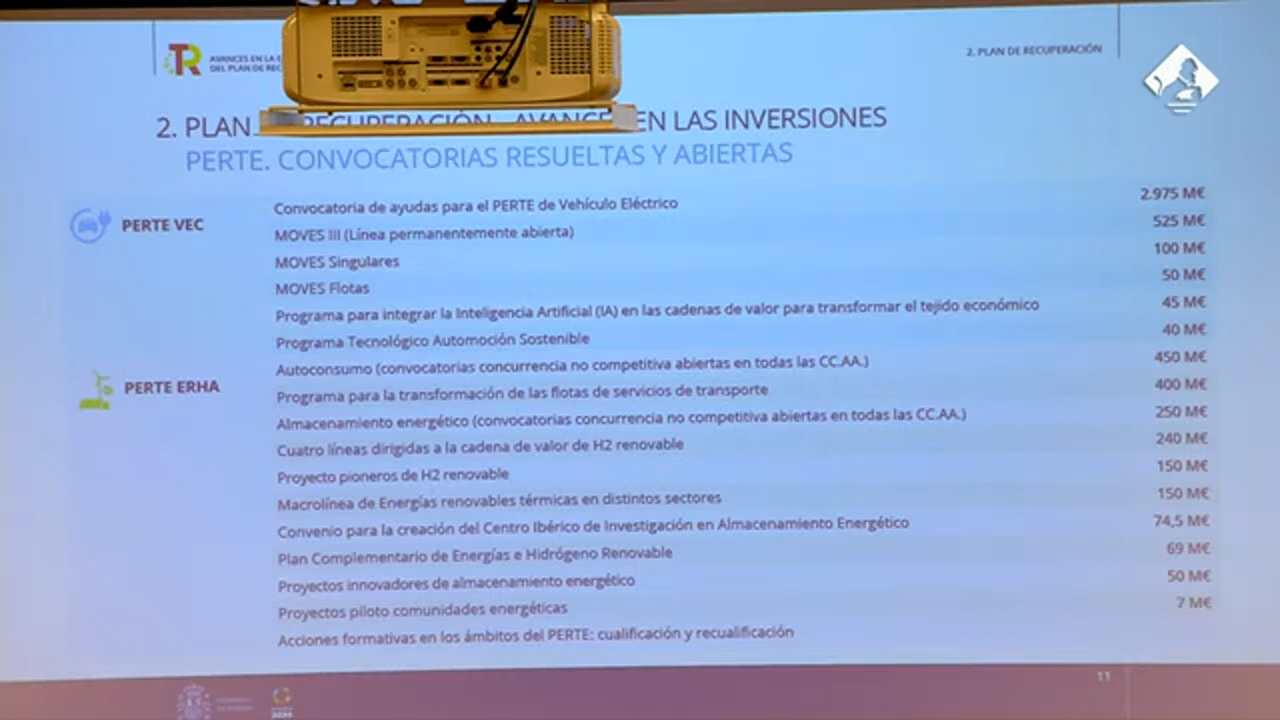 TR
AVANCES EN LA
DEL PLAN DE
2. PLAN DE RECUPERACIÓN
2. PLAN RECUPERACIÓN. EN LAS INVERSIONES
PERTE. CONVOCATORIAS RESUELTAS Y ABIERTAS
PERTE VEC
Convocatoria de ayudas para el PERTE de Vehículo Eléctrico 2.975 M€
MOVES III (Línea permanentemente abierta) 525 M€
MOVES Singulares 100 M€
MOVES Flotas 50 M€
Programa para integrar la Inteligencia Artificial (IA) en las cadenas de valor para transformar el tejido económico 45 M€
Programa Tecnológico Automoción Sostenible 40 M€
PERTE ERHA
Autoconsumo (convocatorias concurrencia no competitiva abiertas en todas las CC.AA.) 450 M€
Programa para la transformación de las flotas de servicios de transporte 400 M€
Almacenamiento energético (convocatorias concurrencia no competitiva abiertas en todas las CC.AA.) 250 M€
Cuatro líneas dirigidas a la cadena de valor de H2 renovable 240 M€
Proyecto pioneros de H2 renovable 150 M€
Macrolínea de Energías renovables térmicas en distintos sectores 150 M€
Convenio para la creación del Centro Ibérico de Investigación en Almacenamiento Energético 74,5 M€
Plan Complementario de Energías e Hidrógeno Renovable 69 M€
Proyectos innovadores de almacenamiento energético 50 M€
Proyectos piloto comunidades energéticas 7 M€
Acciones formativas en los ámbitos del PERTE: cualificación y recualificación
11